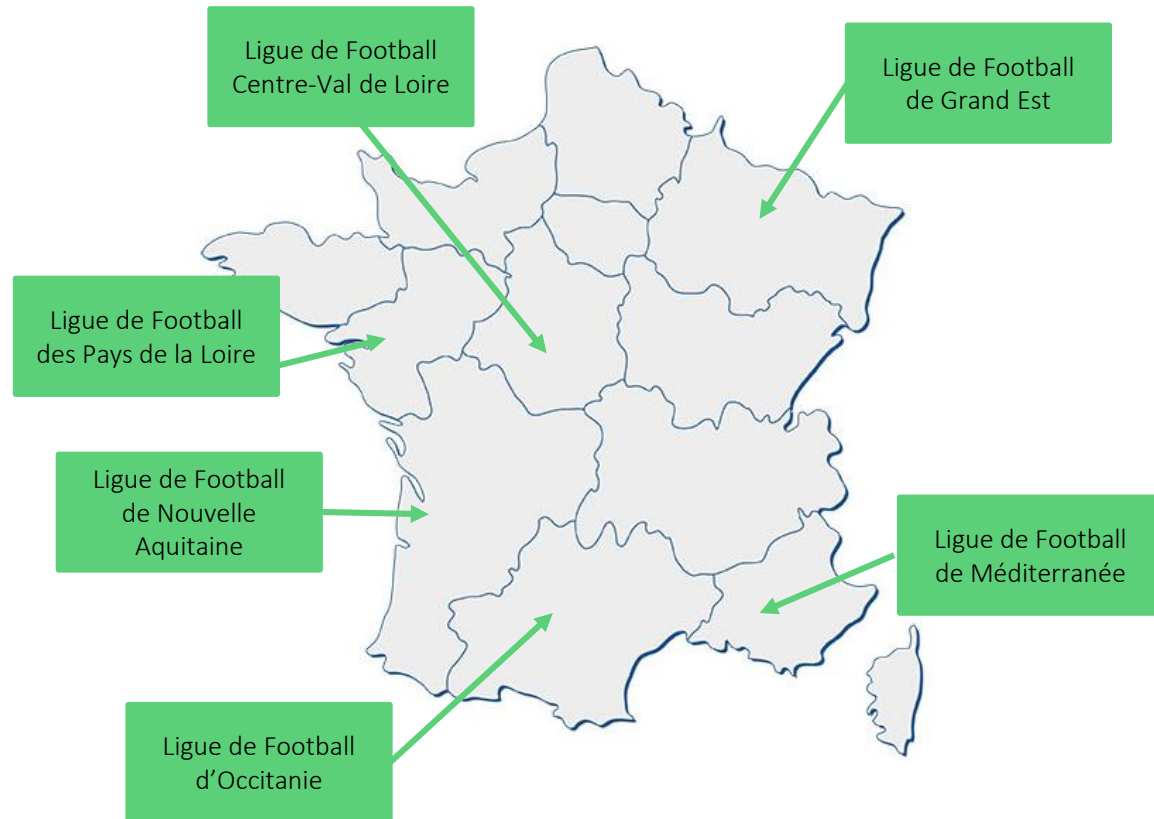 Ligue de Football
Centre-Val de Loire
Ligue de Football
de Grand Est
Ligue de Football
des Pays de la Loire
Ligue de Football
de Nouvelle
Aquitaine
Ligue de Football
de Méditerranée
Ligue de Football
d’Occitanie